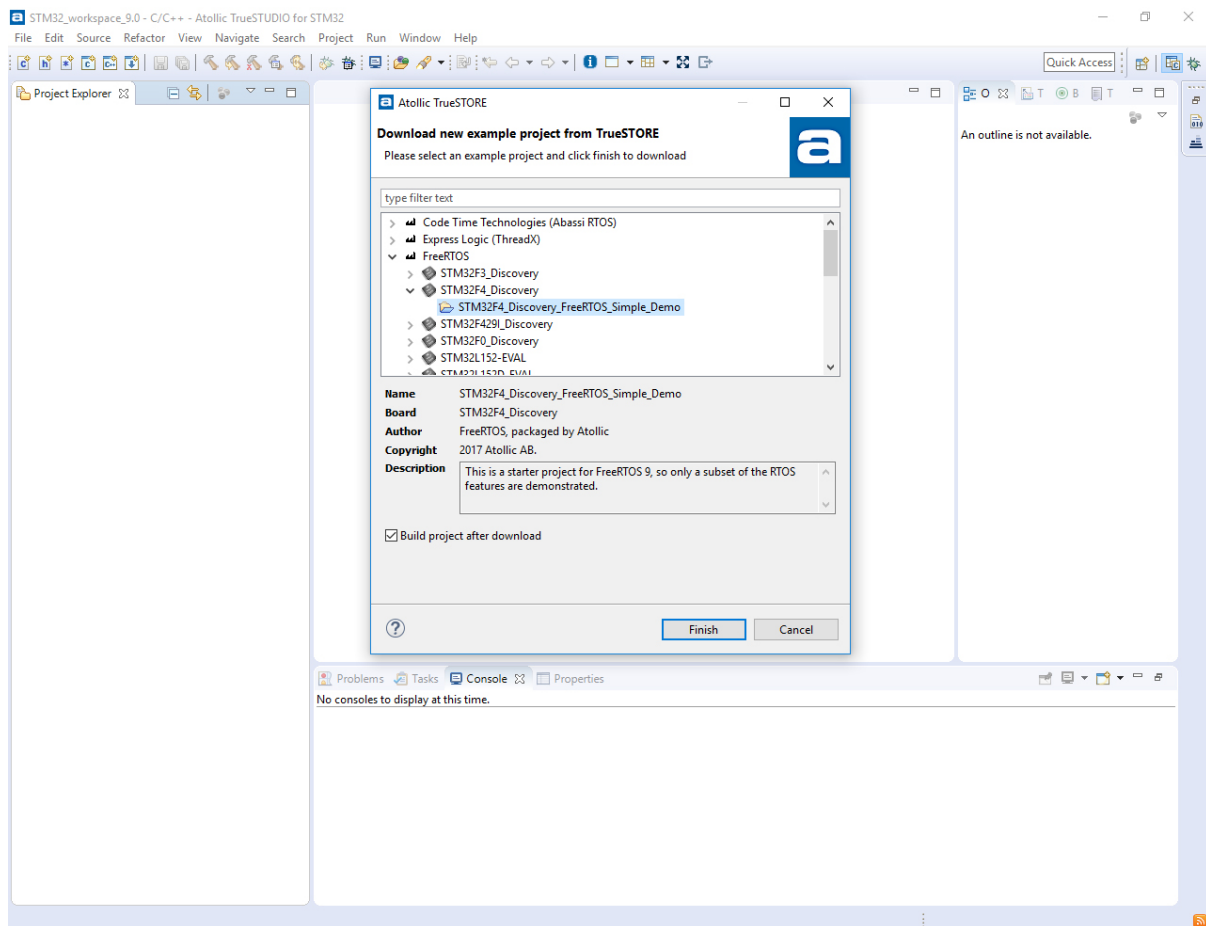 STM32_workspace_9.0 - C/C++ - Atollic TrueSTUDIO for STM32
File Edit Source Refactor View Navigate Search Project Run Window Help
Quick Access
Project Explorer
O T B T
An outline is not available.
Atollic TrueSTORE
Download new example project from TrueSTORE
Please select an example project and click finish to download
type filter text
Code Time Technologies (Abassi RTOS)
Express Logic (ThreadX)
FreeRTOS
STM32F3_Discovery
STM32F4_Discovery
STM32F4_Discovery_FreeRTOS_Simple_Demo
STM32F429I_Discovery
STM32F0_Discovery
STM32L152-EVAL
STM32L152D_EVAL
Name STM32F4_Discovery_FreeRTOS_Simple_Demo
Board STM32F4_Discovery
Author FreeRTOS, packaged by Atollic
Copyright 2017 Atollic AB.
Description This is a starter project for FreeRTOS 9, so only a subset of the RTOS
features are demonstrated.
Build project after download
Finish Cancel
Problems Tasks Console Properties
No consoles to display at this time.